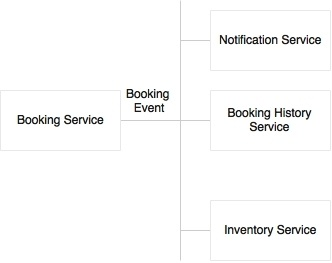 Notification Service
Booking
Event
Booking Service
Booking History
Service
Inventory Service